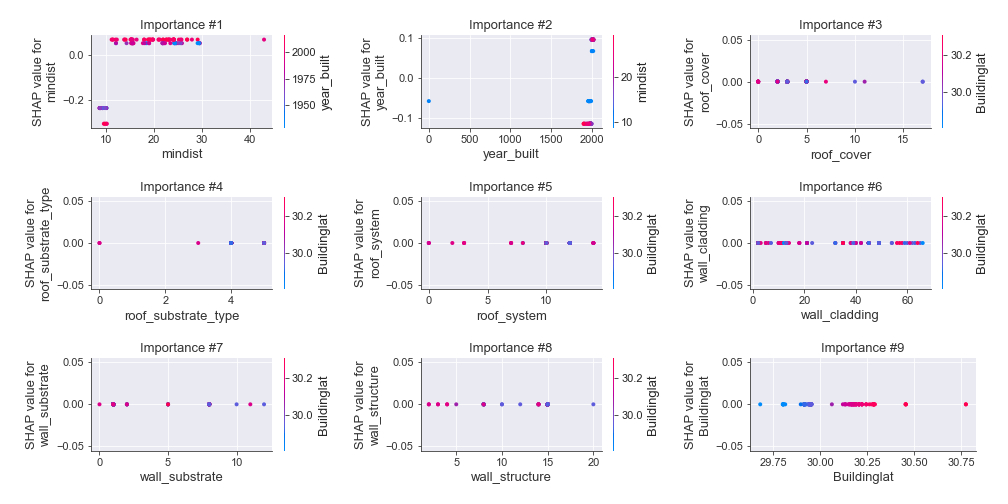 Importance #1
SHAP value for
mindist
0.0
−0.2
10
20
30
40
mindist
2000
1975
1950
year_built
Importance #2
SHAP value for
year_built
0.1
0.0
−0.1
0
500
1000
1500
2000
year_built
20
10
mindist
Importance #3
SHAP value for
roof_cover
0.05
0.00
−0.05
0
5
10
15
roof_cover
30.2
30.0
Buildinglat
Importance #4
SHAP value for
roof_substrate_type
0.05
0.00
−0.05
0
2
4
roof_substrate_type
30.2
30.0
Buildinglat
Importance #5
SHAP value for
roof_system
0.05
0.00
−0.05
0
5
10
roof_system
30.2
30.0
Buildinglat
Importance #6
SHAP value for
wall_cladding
0.05
0.00
−0.05
0
20
40
60
wall_cladding
30.2
30.0
Buildinglat
Importance #7
SHAP value for
wall_substrate
0.05
0.00
−0.05
0
5
10
wall_substrate
30.2
30.0
Buildinglat
Importance #8
SHAP value for
wall_structure
0.05
0.00
−0.05
5
10
15
20
wall_structure
30.2
30.0
Buildinglat
Importance #9
SHAP value for
Buildinglat
0.05
0.00
−0.05
29.75
30.00
30.25
30.50
30.75
Buildinglat